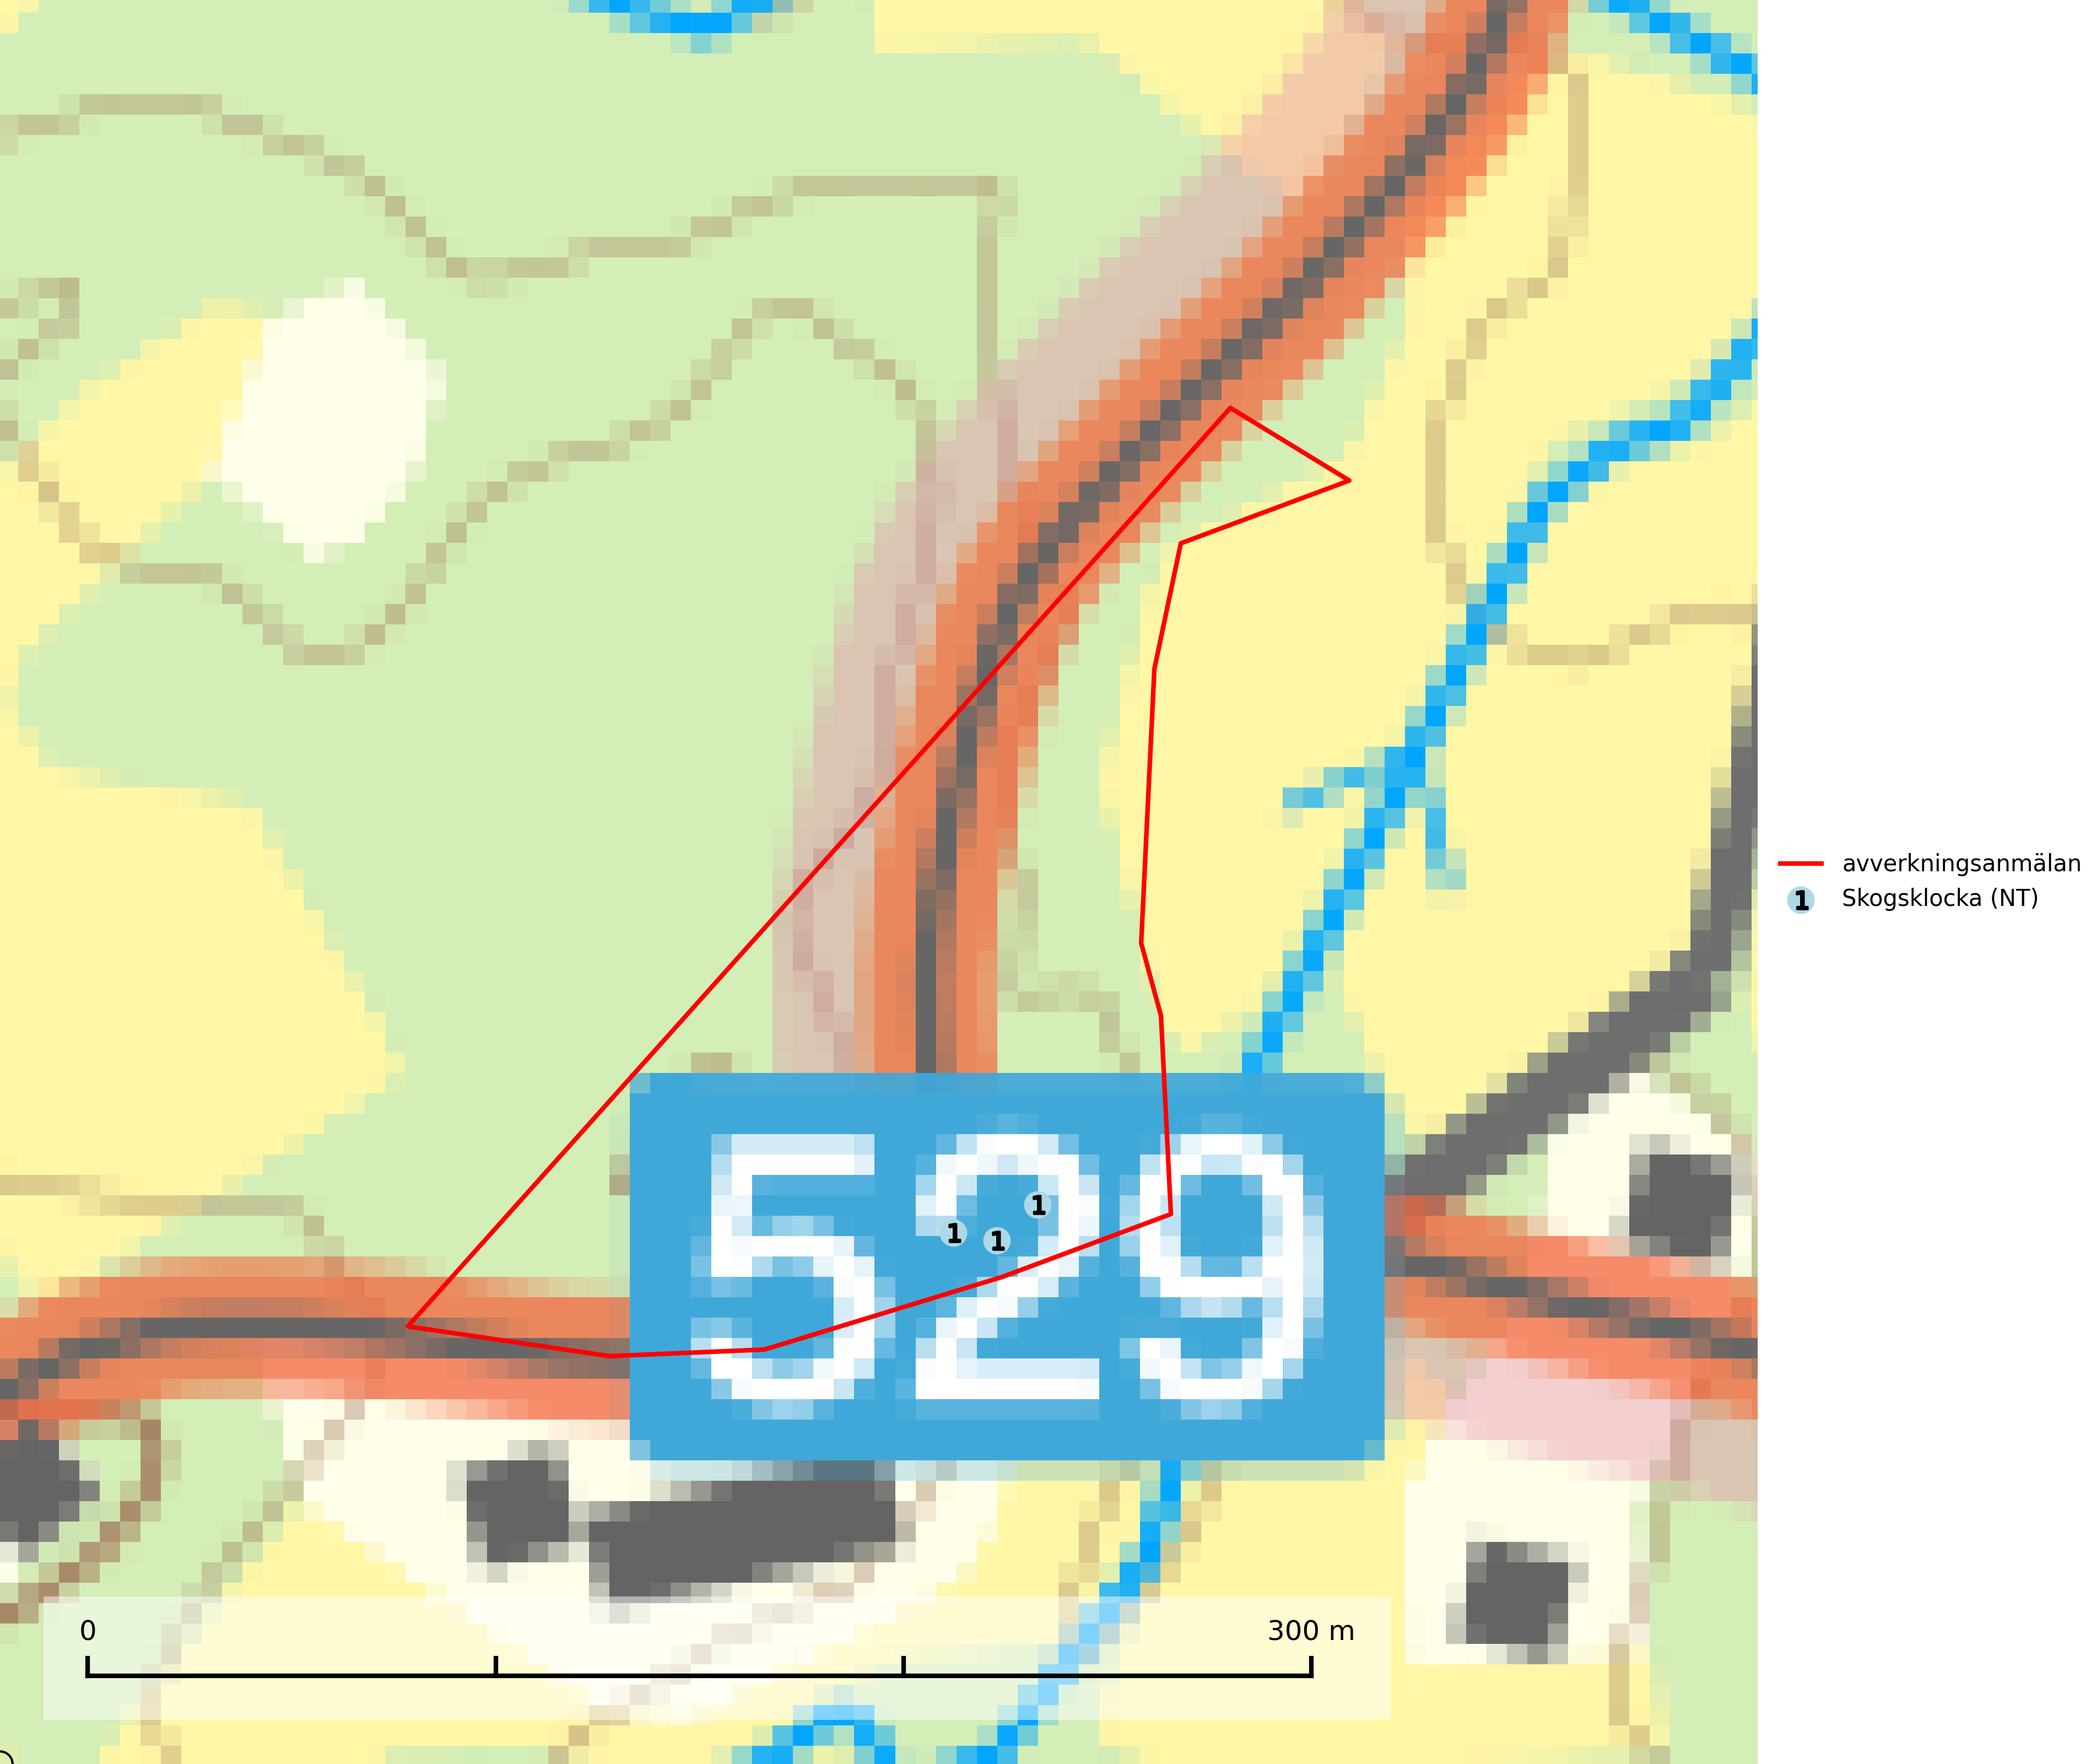 avverkningsanmälan
1 Skogsklocka (NT)
529
1
1
1
0
300 m